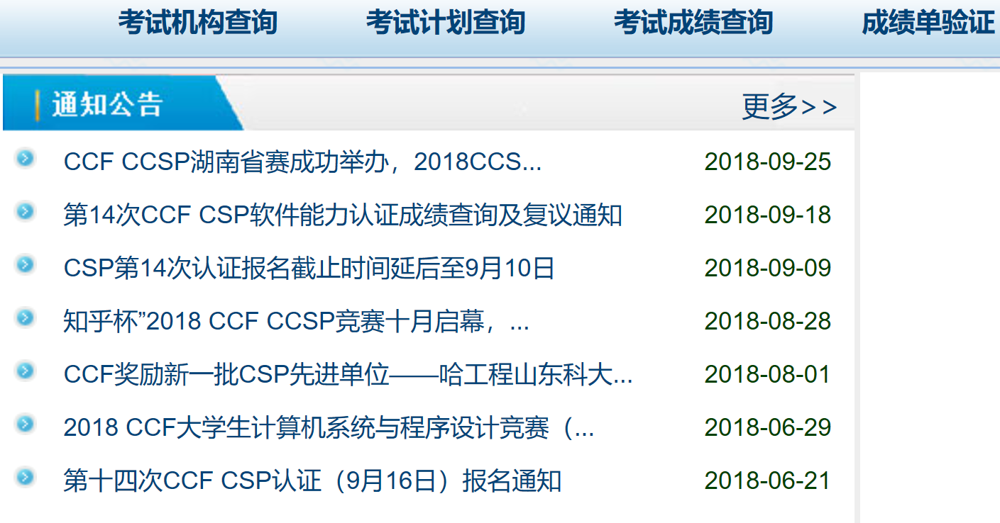 考试机构查询 考试计划查询 考试成绩查询 成绩单验证
通知公告 更多>>
CCF CCSP湖南省赛成功举办，2018CCS... 2018-09-25
第14次CCF CSP软件能力认证成绩查询及复议通知 2018-09-18
CSP第14次认证报名截止时间延后至9月10日 2018-09-09
知乎杯”2018 CCF CCSP竞赛十月启幕，... 2018-08-28
CCF奖励新一批CSP先进单位——哈工程山东科大... 2018-08-01
2018 CCF大学生计算机系统与程序设计竞赛（... 2018-06-29
第十四次CCF CSP认证（9月16日）报名通知 2018-06-21